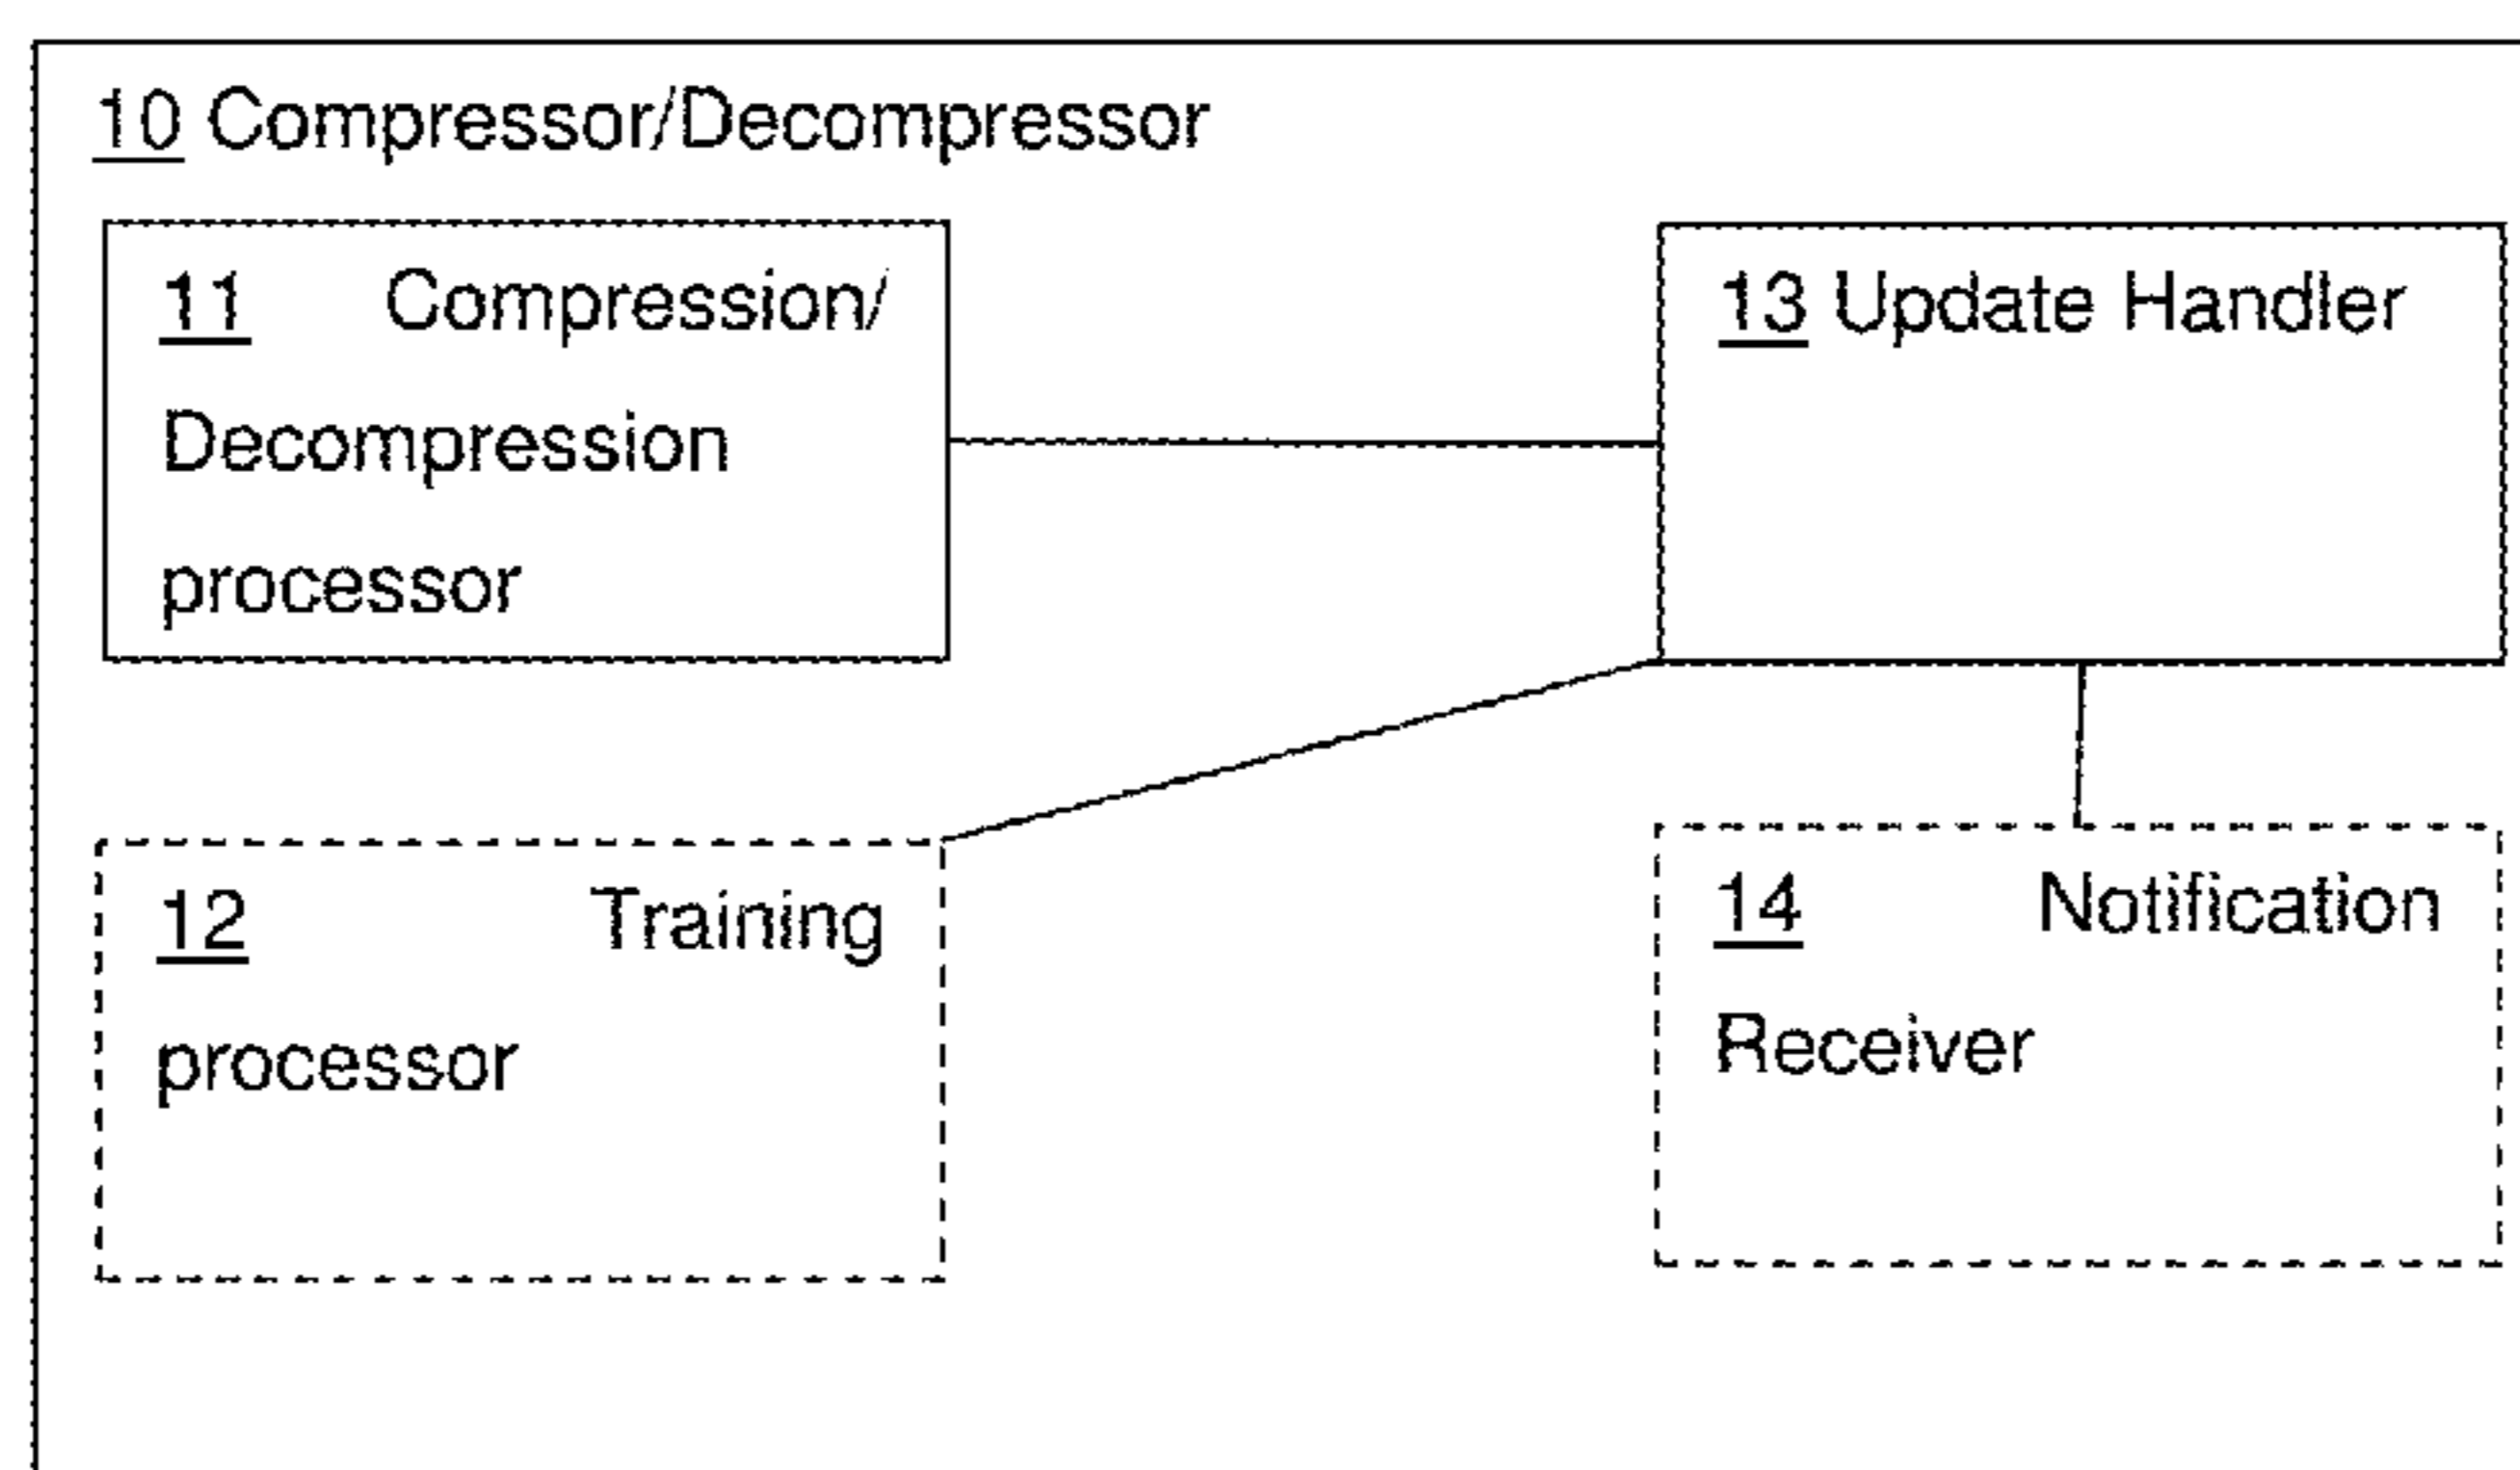 10 Compressor/Decompressor
11 Compression/
Decompression
processor
13 Update Handler
12 Training
processor
14 Notification
Receiver